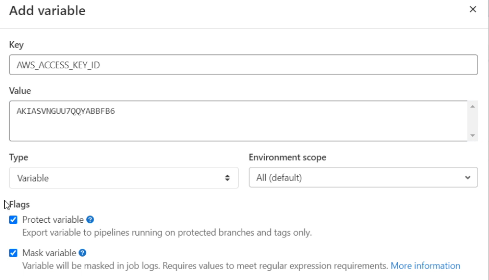 Add variable
Key
AWS_ACCESS_KEY_ID
Value
AKIASVNGUU7QQYABBFB6
Type
Environment scope
Variable
All (default)
Flags
Protect variable
Export variable to pipelines running on protected branches and tags only.
Mask variable
Variable will be masked in job logs. Requires values to meet regular expression requirements. More information